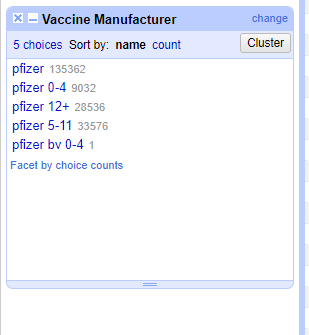 Vaccine Manufacturer change
5 choices Sort by: name count Cluster
pfizer 135362
pfizer 0-4 9032
pfizer 12+ 28536
pfizer 5-11 33576
pfizer bv 0-4 1
Facet by choice counts